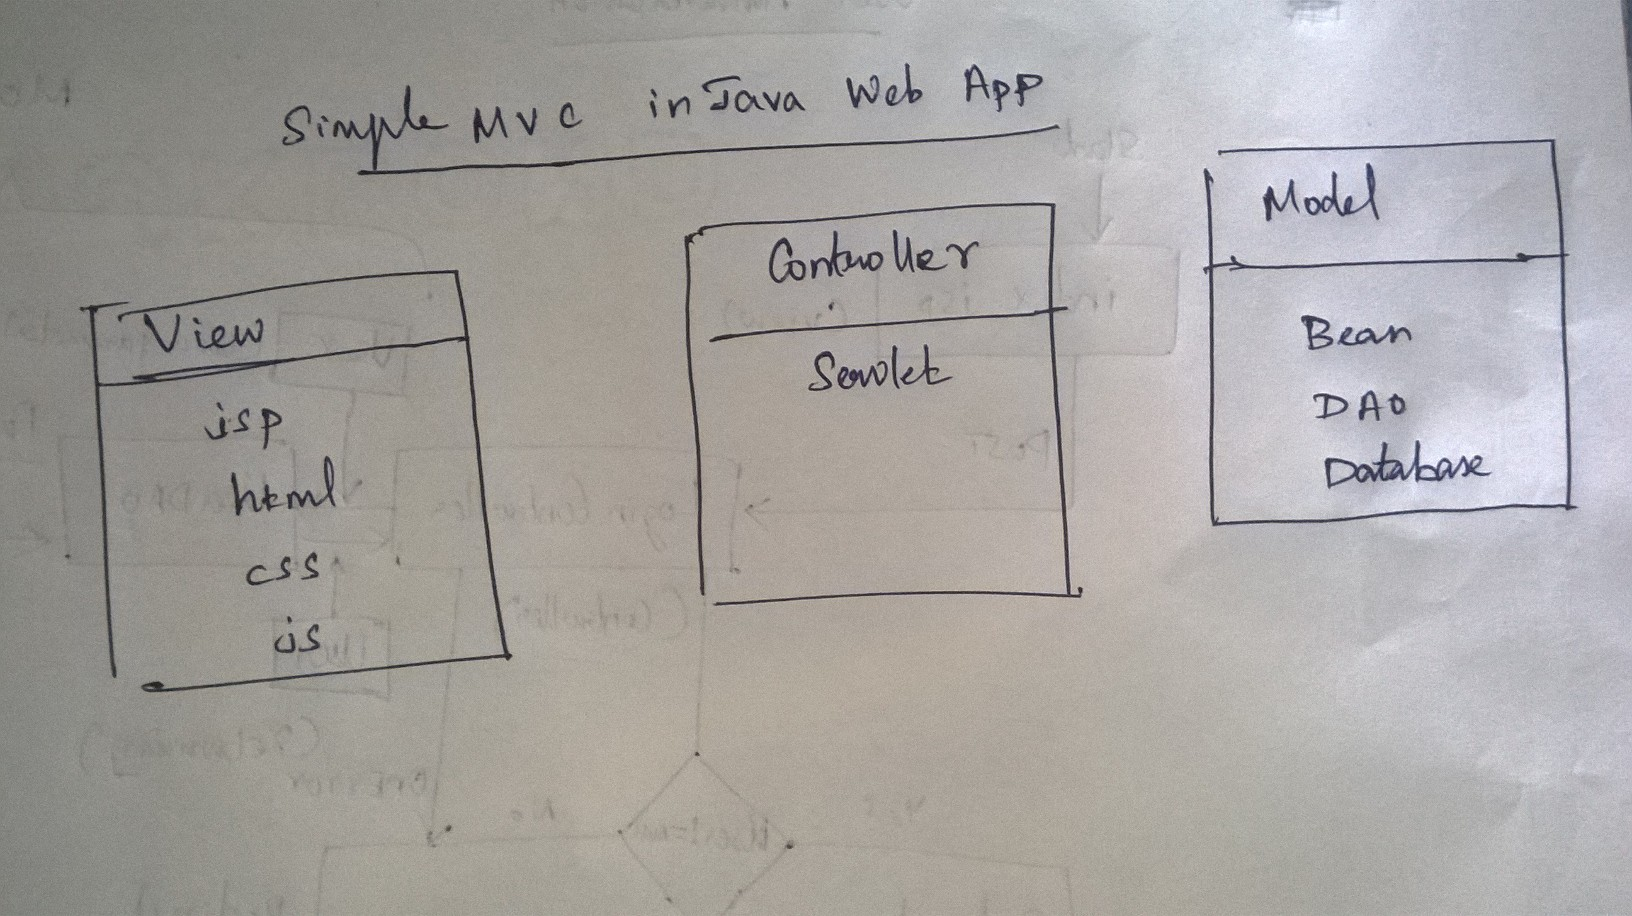 Simple MVC in Java Web App
View
jsp
html
css
js
Controller
Servlet
Model
Bean
DAO
Database